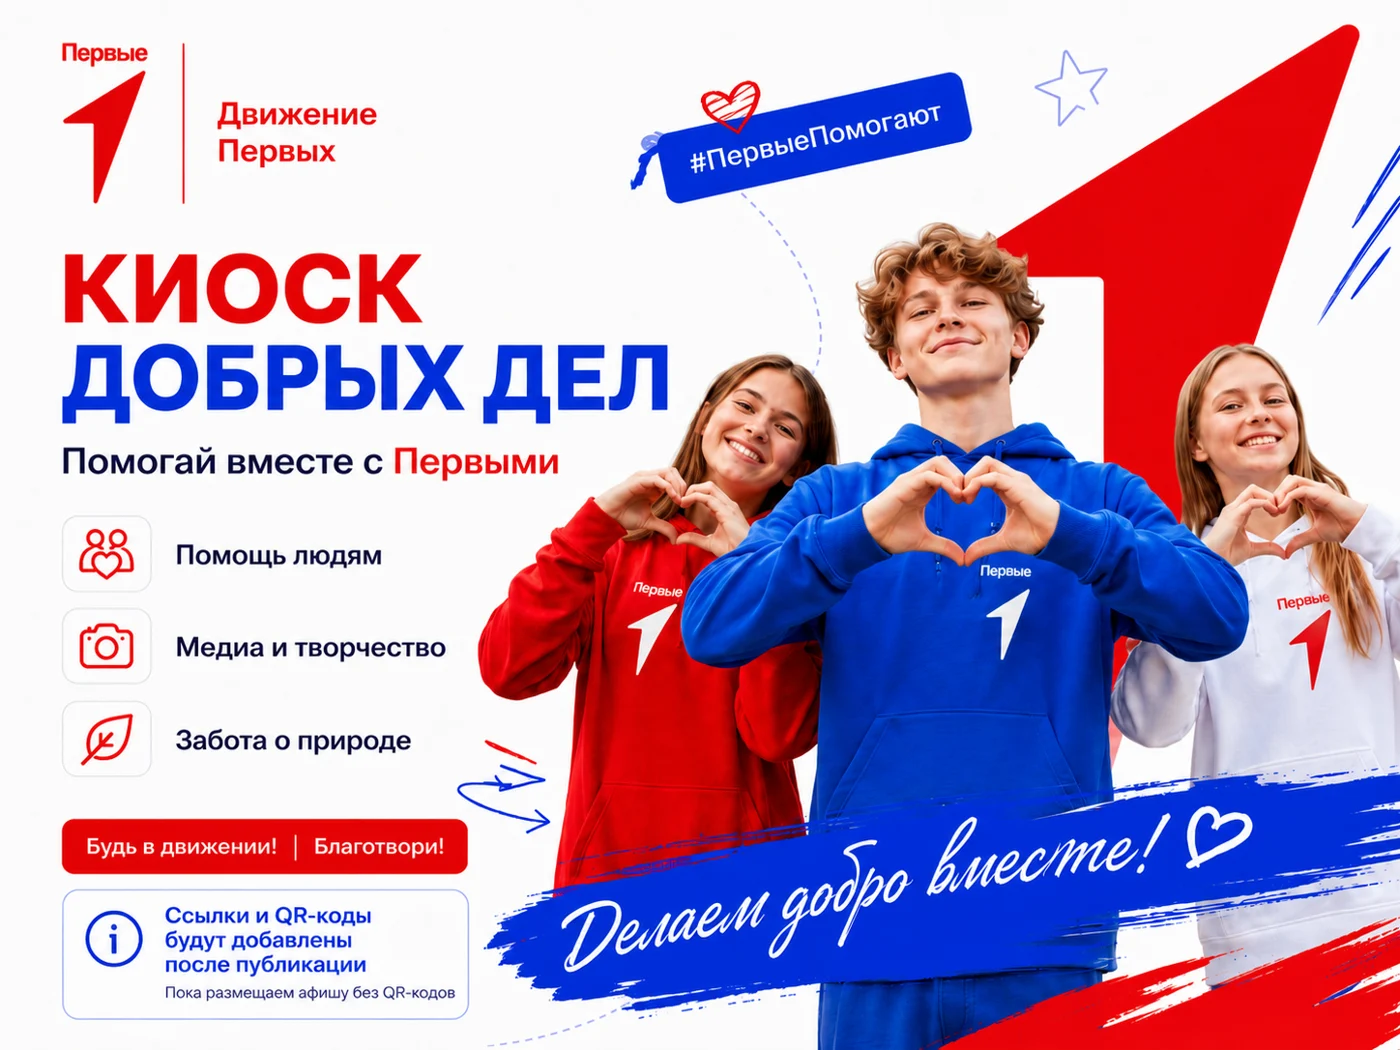 Первые
Движение
Первых
#ПервыеПомогают
КИОСК
ДОБРЫХ ДЕЛ
Помогай вместе с Первыми
Помощь людям
Медиа и творчество
Забота о природе
Будь в движении! | Благотвори!
Ссылки и QR-коды
будут добавлены
после публикации
Пока размещаем афишу без QR-кодов
Первые
Первые
Первые
Делаем добро вместе!